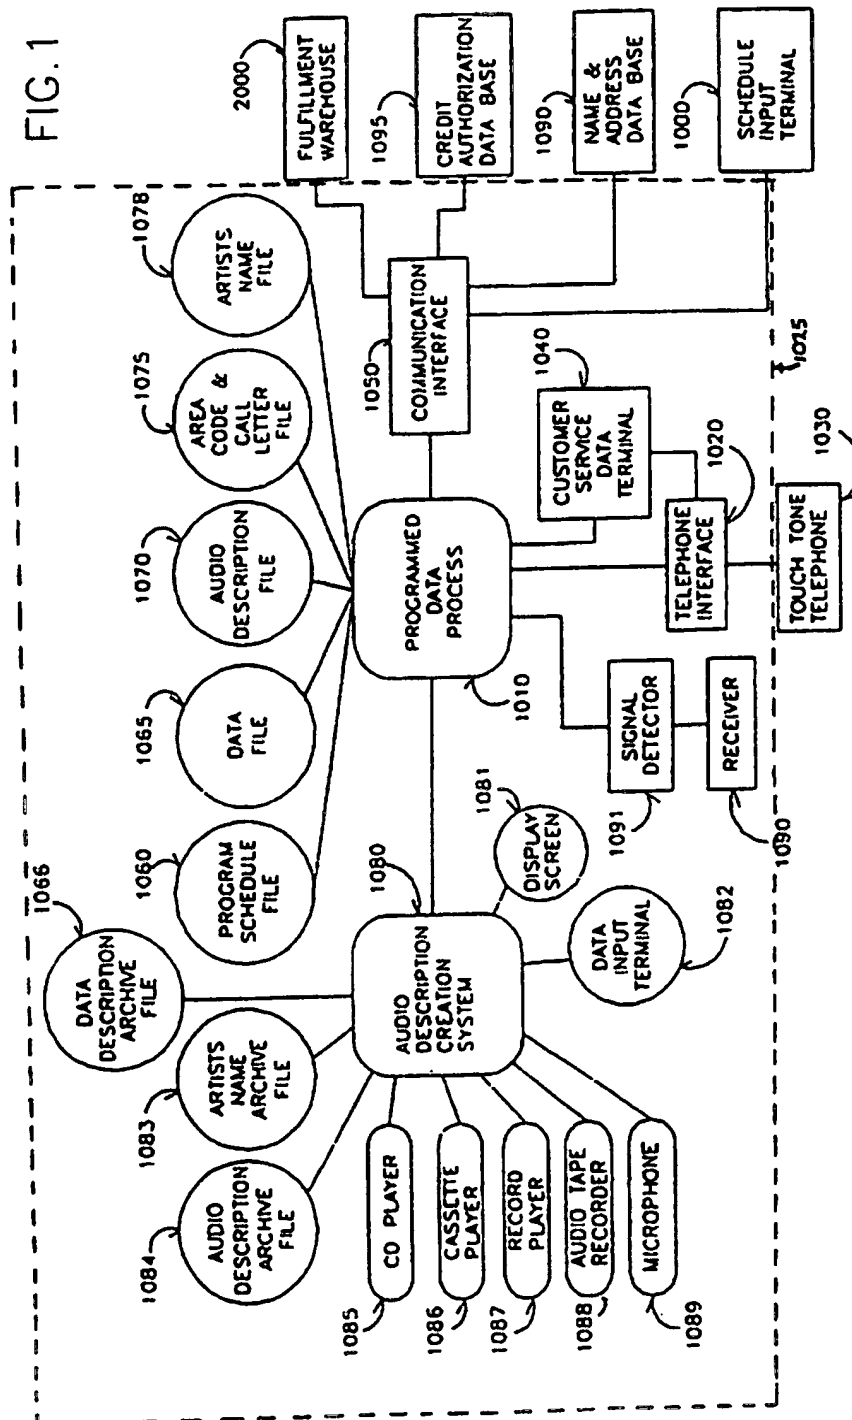 FIG. 1
1066
DATA
DESCRIPTION
ARCHIVE
FILE
1083
ARTISTS
NAME
ARCHIVE
FILE
1084
AUDIO
DESCRIPTION
ARCHIVE
FILE
1060
PROGRAM
SCHEDULE
FILE
1065
DATA
FILE
1070
AUDIO
DESCRIPTION
FILE
1075
AREA
CODE &
CALL
LETTER
FILE
1078
ARTISTS
NAME
FILE
2000
FULFILLMENT
WAREHOUSE
1095
CREDIT
AUTHORIZATION
DATA BASE
1090
NAME &
ADDRESS
DATA BASE
1000
SCHEDULE
INPUT
TERMINAL
1085
CD PLAYER
1086
CASSETTE
PLAYER
1087
RECORD
PLAYER
1088
AUDIO TAPE
RECORDER
1089
MICROPHONE
1080
AUDIO
DESCRIPTION
CREATION
SYSTEM
1081
DISPLAY
SCREEN
1082
DATA
INPUT
TERMINAL
PROGRAMMED
DATA
PROCESS
1010
1050
COMMUNICATION
INTERFACE
1040
CUSTOMER
SERVICE
DATA
TERMINAL
1020
TELEPHONE
INTERFACE
SIGNAL
DETECTOR
1091
RECEIVER
1090
1025
1030
TOUCH TONE
TELEPHONE